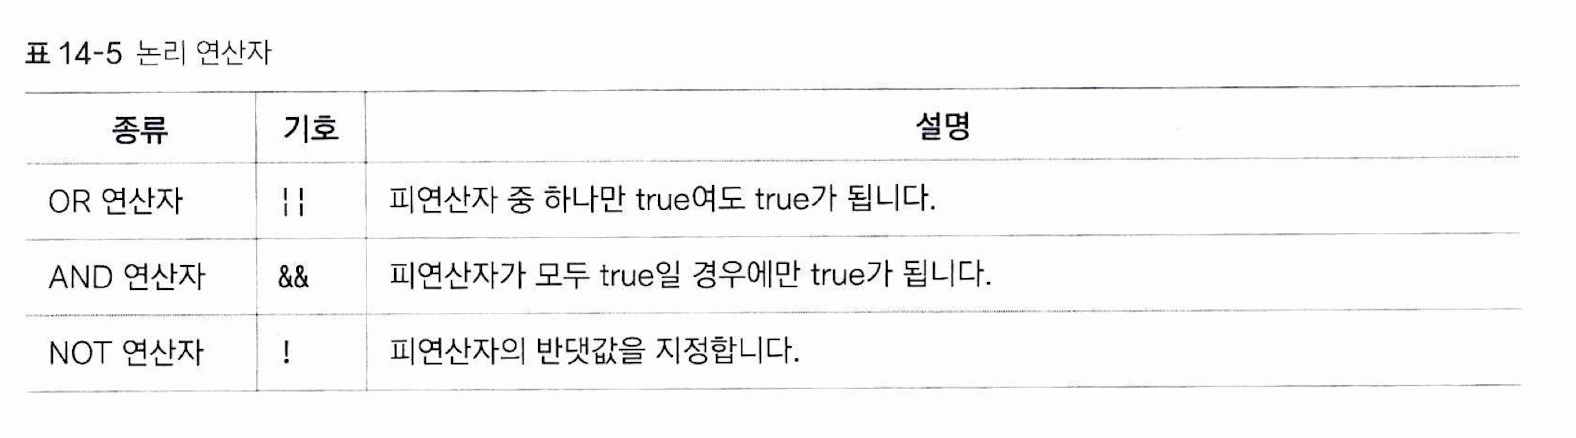 표 14-5 논리 연산자
종류 기호 설명
OR 연산자 || 피연산자 중 하나만 true여도 true가 됩니다.
AND 연산자 && 피연산자가 모두 true일 경우에만 true가 됩니다.
NOT 연산자 ! 피연산자의 반댓값을 지정합니다.